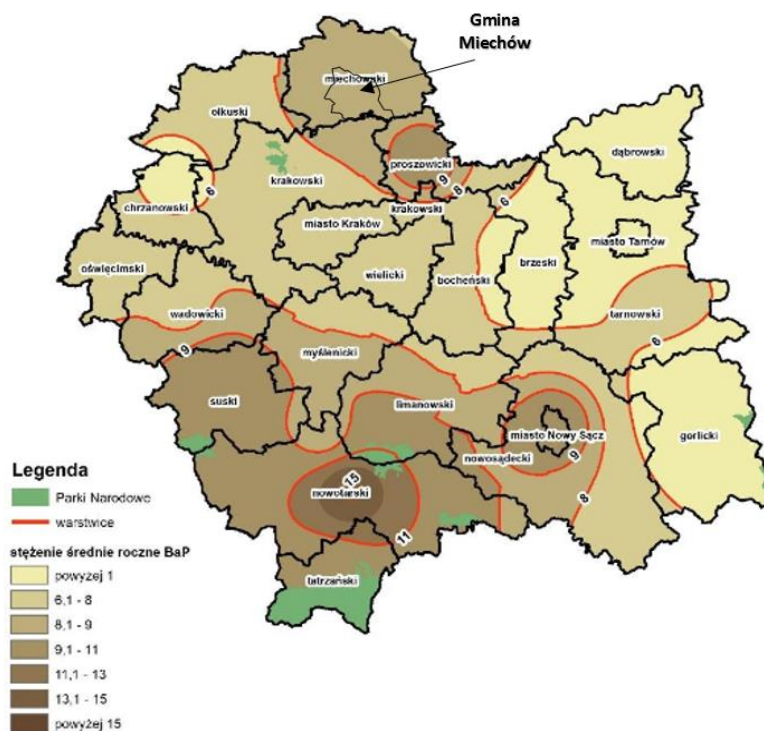 Gmina
Miechów
miechowski
olkuski
dąbrowski
proszowicki
9
8
krakowski
6
6
chrzanowski
krakowski
miasto Kraków
miasto Tarnów
brzeski
oświęcimski
wielicki
bocheński
tarnowski
wadowicki
6
9
myślenicki
suski
limanowski
miasto Nowy Sącz
gorlicki
nowosądecki
9
15
nowotarski
8
11
tatrzański
Legenda
Parki Narodowe
warstwice
stężenie średnie roczne BaP
powyżej 1
6,1 - 8
8,1 - 9
9,1 - 11
11,1 - 13
13,1 - 15
powyżej 15